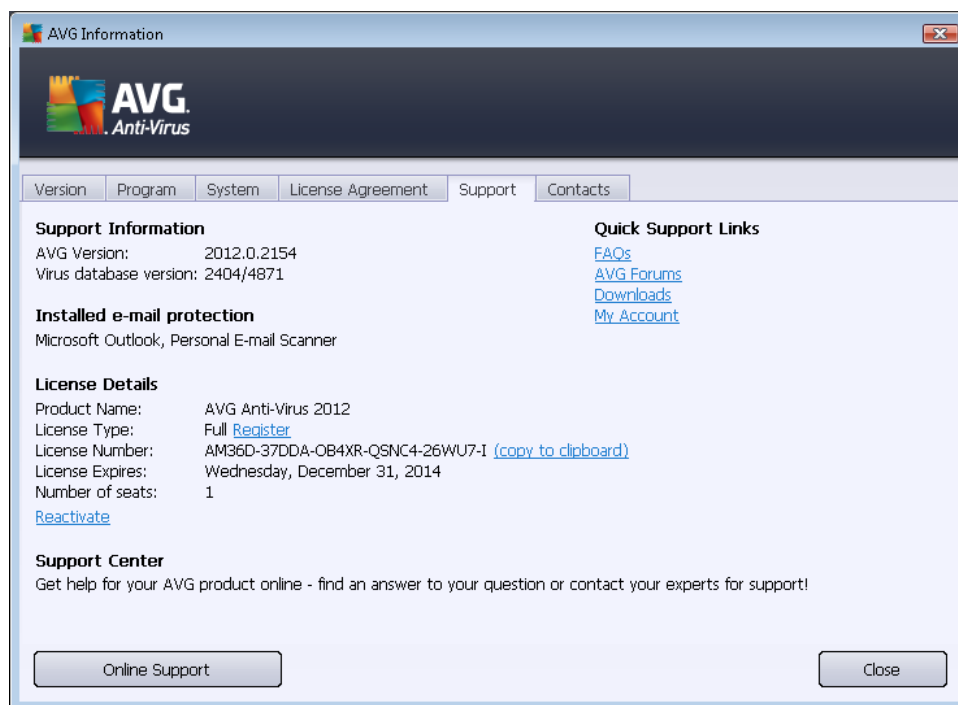 AVG Information
AVG.
Anti-Virus
Version Program System License Agreement Support Contacts
Support Information
AVG Version: 2012.0.2154
Virus database version: 2404/4871
Installed e-mail protection
Microsoft Outlook, Personal E-mail Scanner
License Details
Product Name: AVG Anti-Virus 2012
License Type: Full Register
License Number: AM36D-37DDA-OB4XR-QSNC4-26WU7-I (copy to clipboard)
License Expires: Wednesday, December 31, 2014
Number of seats: 1
Reactivate
Support Center
Get help for your AVG product online - find an answer to your question or contact your experts for support!
Quick Support Links
FAQs
AVG Forums
Downloads
My Account
Online Support
Close